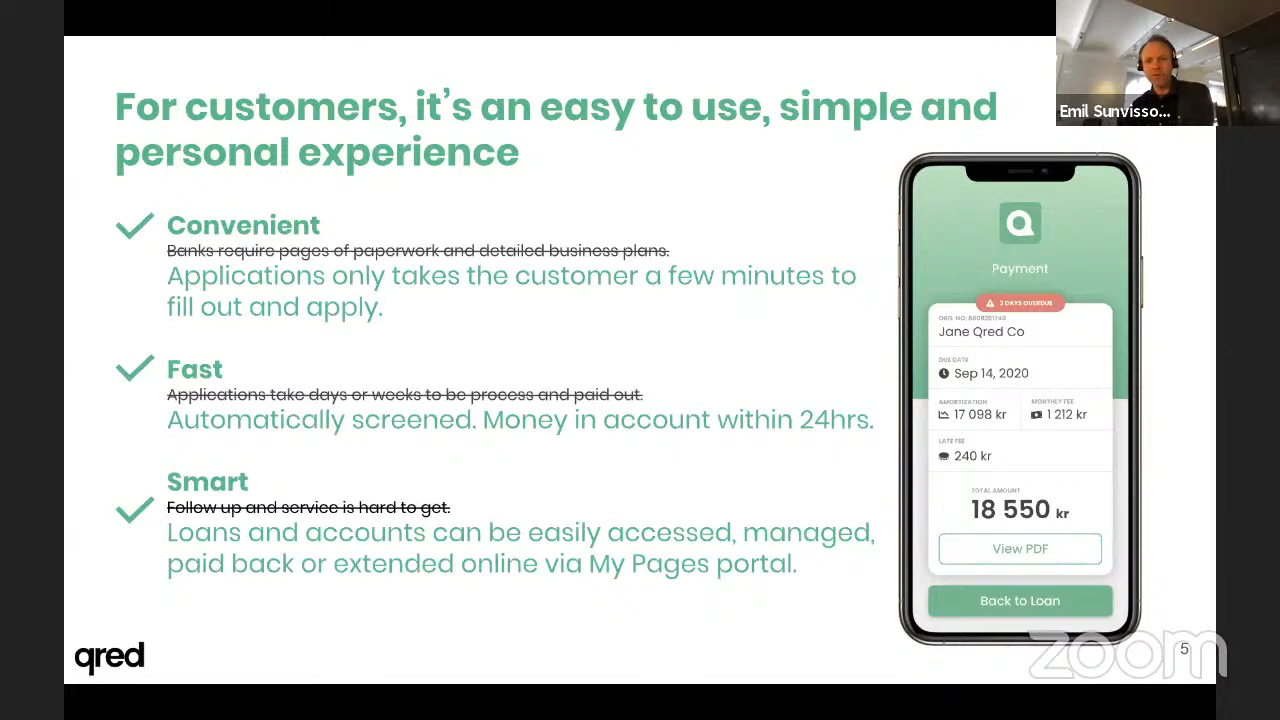 For customers, it's an easy to use, simple and
personal experience
Emil Sunvisso...
Convenient
Banks require pages of paperwork and detailed business plans.
Applications only takes the customer a few minutes to
fill out and apply.
Fast
Applications take days or weeks to be process and paid out.
Automatically screened. Money in account within 24hrs.
Smart
Follow up and service is hard to get.
Loans and accounts can be easily accessed, managed,
paid back or extended online via My Pages portal.
Payment
2 DAYS OVERDUE
ORG. NO:
Jane Qred Co
DUE DATE
Sep 14, 2020
AMORTIZATION
MONTHLY FEE
17 098 kr
1 212 kr
LATE FEE
240 kr
TOTAL AMOUNT
18 550 kr
View PDF
Back to Loan
qred
zoom
5